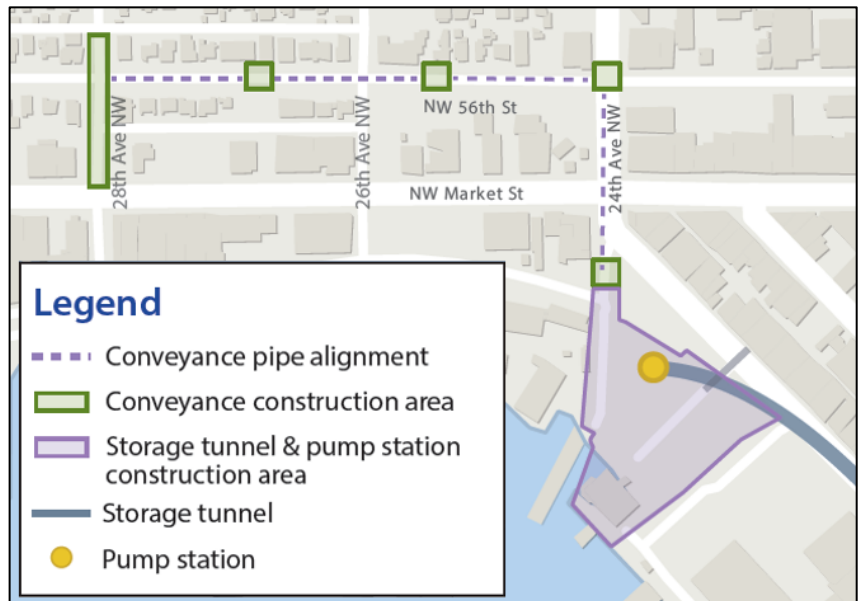 NW 56th St
28th Ave NW
26th Ave NW
24th Ave NW
NW Market St
Legend
Conveyance pipe alignment
Conveyance construction area
Storage tunnel & pump station
construction area
Storage tunnel
Pump station